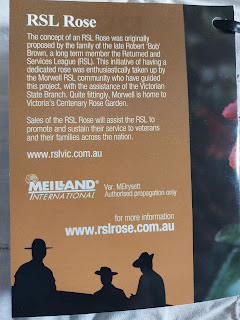 RSL Rose
The concept of an RSL Rose was originally
proposed by the family of the late Robert 'Bob'
Brown, a long term member the Returned and
Services League (RSL). This initiative of having a
dedicated rose was enthusiastically taken up by
the Morwell RSL community who have guided
this project, with the assistance of the Victorian
State Branch. Quite fittingly, Morwell is home to
Victoria's Centenary Rose Garden.
Sales of the RSL Rose will assist the RSL to
promote and sustain their service to veterans
and their families across the nation.
www.rslvic.com.au
MEILLAND
INTERNATIONAL
Var. MEIrysett
Authorised propagation only
for more information
www.rslrose.com.au